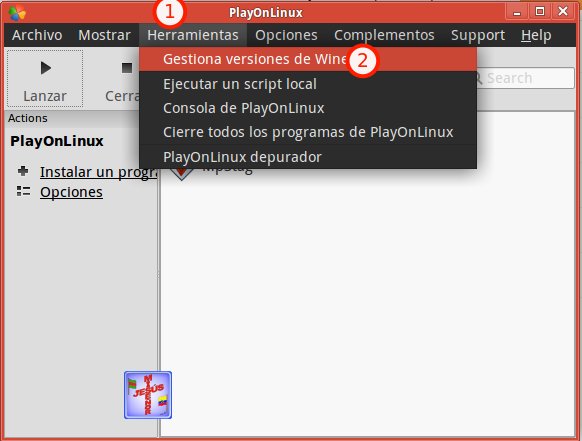 1
PlayOnLinux
Archivo Mostrar Herramientas Opciones Complementos Support Help
Gestiona versiones de Wine 2
Ejecutar un script local
Consola de PlayOnLinux
Cierre todos los programas de PlayOnLinux
PlayOnLinux depurador
Lanzar Cerra
Search
Actions
PlayOnLinux
Instalar un progra
Opciones
JESÚS